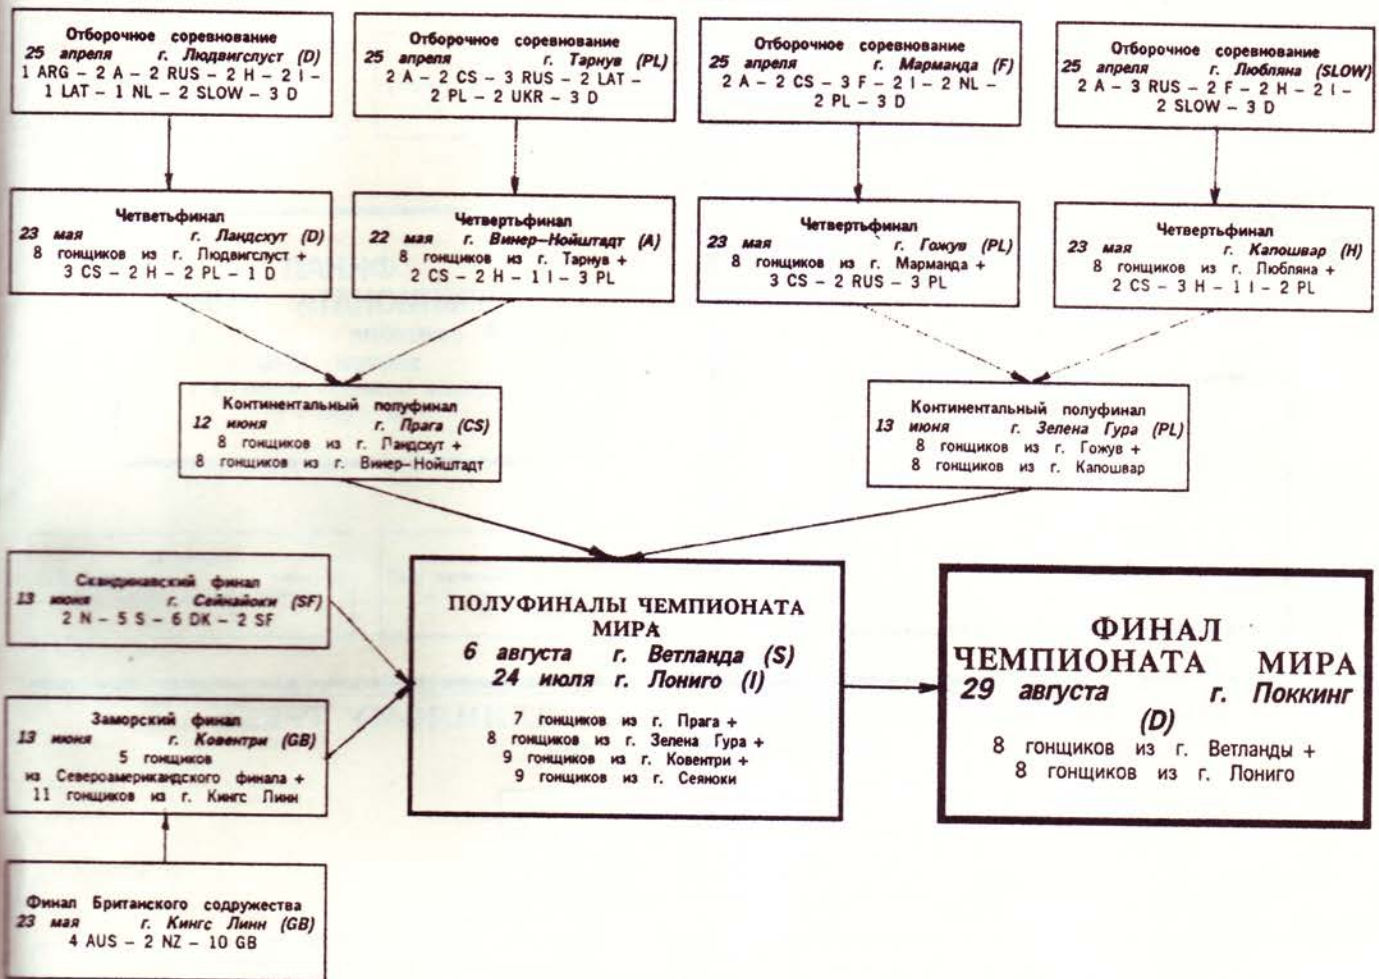 Отборочное соревнование
25 апреля г. Людвигслуст (D)
1 ARG – 2 A – 2 RUS – 2 H – 2 I –
1 LAT – 1 NL – 2 SLOW – 3 D
Отборочное соревнование
25 апреля г. Тарнув (PL)
2 A – 2 CS – 3 RUS – 2 LAT –
2 PL – 2 UKR – 3 D
Отборочное соревнование
25 апреля г. Марманда (F)
2 A – 2 CS – 3 F – 2 I – 2 NL –
2 PL – 3 D
Отборочное соревнование
25 апреля г. Любляна (SLOW)
2 A – 3 RUS – 2 F – 2 H – 2 I –
2 SLOW – 3 D
Четветьфинал
23 мая г. Ландсхут (D)
8 гонщиков из г. Людвигслуст +
3 CS – 2 H – 2 PL – 1 D
Четвертьфинал
22 мая г. Винер–Нойштадт (A)
8 гонщиков из г. Тарнув +
2 CS – 2 H – 1 I – 3 PL
Четвертьфинал
23 мая г. Гожув (PL)
8 гонщиков из г. Марманда +
3 CS – 2 RUS – 3 PL
Четвертьфинал
23 мая г. Капошвар (H)
8 гонщиков из г. Любляна +
2 CS – 3 H – 1 I – 2 PL
Континентальный полуфинал
12 июня г. Прага (CS)
8 гонщиков из г. Ландсхут +
8 гонщиков из г. Винер–Нойштадт
Континентальный полуфинал
13 июня г. Зелена Гура (PL)
8 гонщиков из г. Гожув +
8 гонщиков из г. Капошвар
Скандинавский финал
13 июня г. Сейнайоки (SF)
2 N – 5 S – 6 DK – 2 SF
ПОЛУФИНАЛЫ ЧЕМПИОНАТА
МИРА
6 августа г. Ветланда (S)
24 июля г. Лониго (I)
7 гонщиков из г. Прага +
8 гонщиков из г. Зелена Гура +
9 гонщиков из г. Ковентри +
9 гонщиков из г. Сеяноки
ФИНАЛ
ЧЕМПИОНАТА МИРА
29 августа г. Поккинг
(D)
8 гонщиков из г. Ветланды +
8 гонщиков из г. Лониго
Заморский финал
13 июня г. Ковентри (GB)
5 гонщиков
из Североамерикандского финала +
11 гонщиков из г. Кингс Линн
Финал Британского содружества
23 мая г. Кингс Линн (GB)
4 AUS – 2 NZ – 10 GB